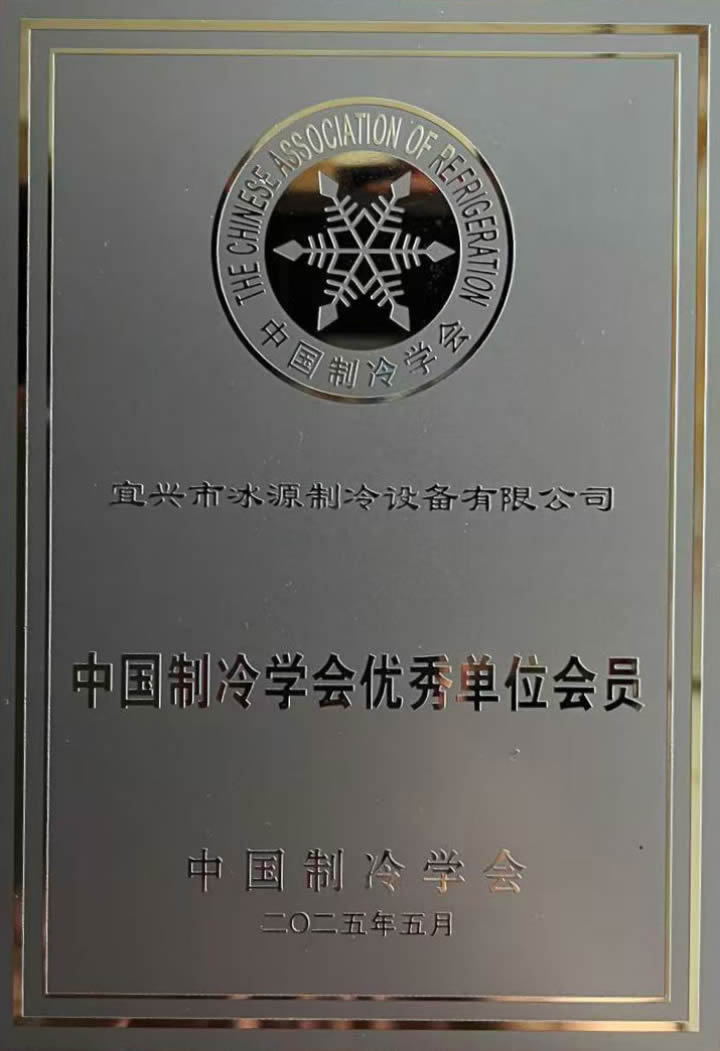 THE CHINESE ASSOCIATION OF REFRIGERATION
中国制冷学会
宜兴市冰源制冷设备有限公司
中国制冷学会优秀单位会员
中国制冷学会
二〇二五年五月